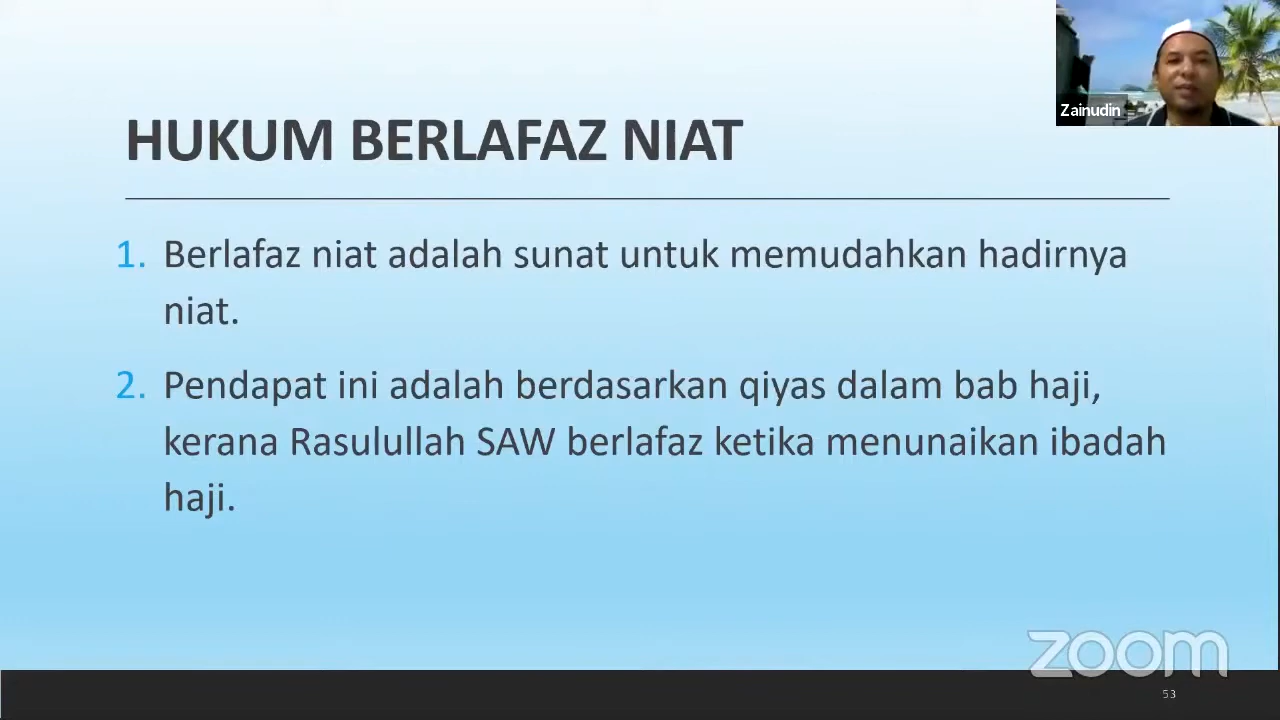 Zainudin
HUKUM BERLAFAZ NIAT
1. Berlafaz niat adalah sunat untuk memudahkan hadirnya
niat.
2. Pendapat ini adalah berdasarkan qiyas dalam bab haji,
kerana Rasulullah SAW berlafaz ketika menunaikan ibadah
haji.
zoom
53